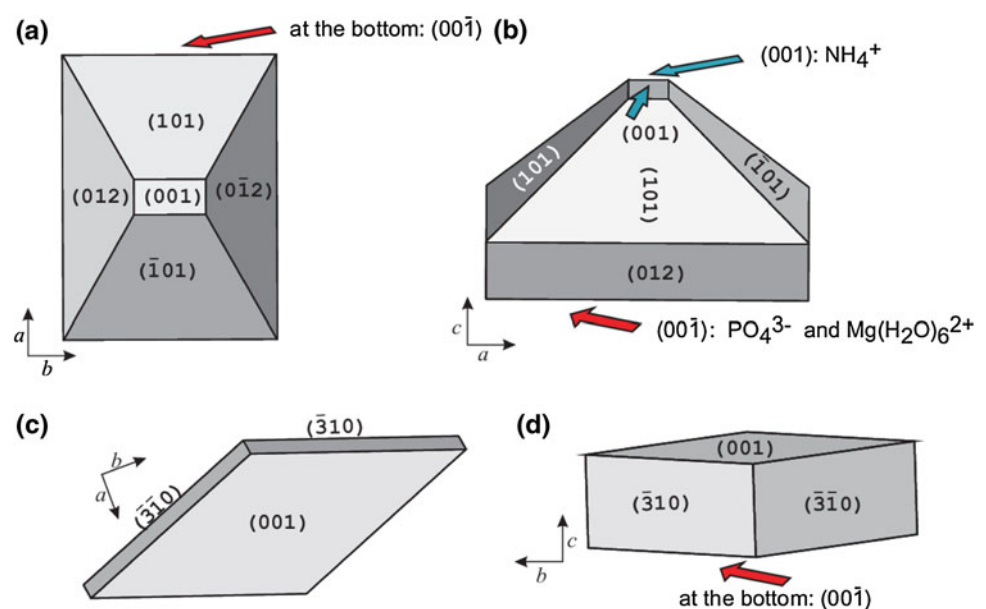 (a)
at the bottom: (001̄)
(101)
(012)
(001)
(01̄2)
(1̄01)
a
b
(b)
(001): NH₄⁺
(001)
(101)
(1̄01)
(101)
(012)
c
a
(001̄): PO₄³⁻ and Mg(H₂O)₆²⁺
(c)
(3̄10)
b
a
(3̄1̄0)
(001)
(d)
(001)
(3̄10)
(3̄1̄0)
c
b
at the bottom: (001̄)